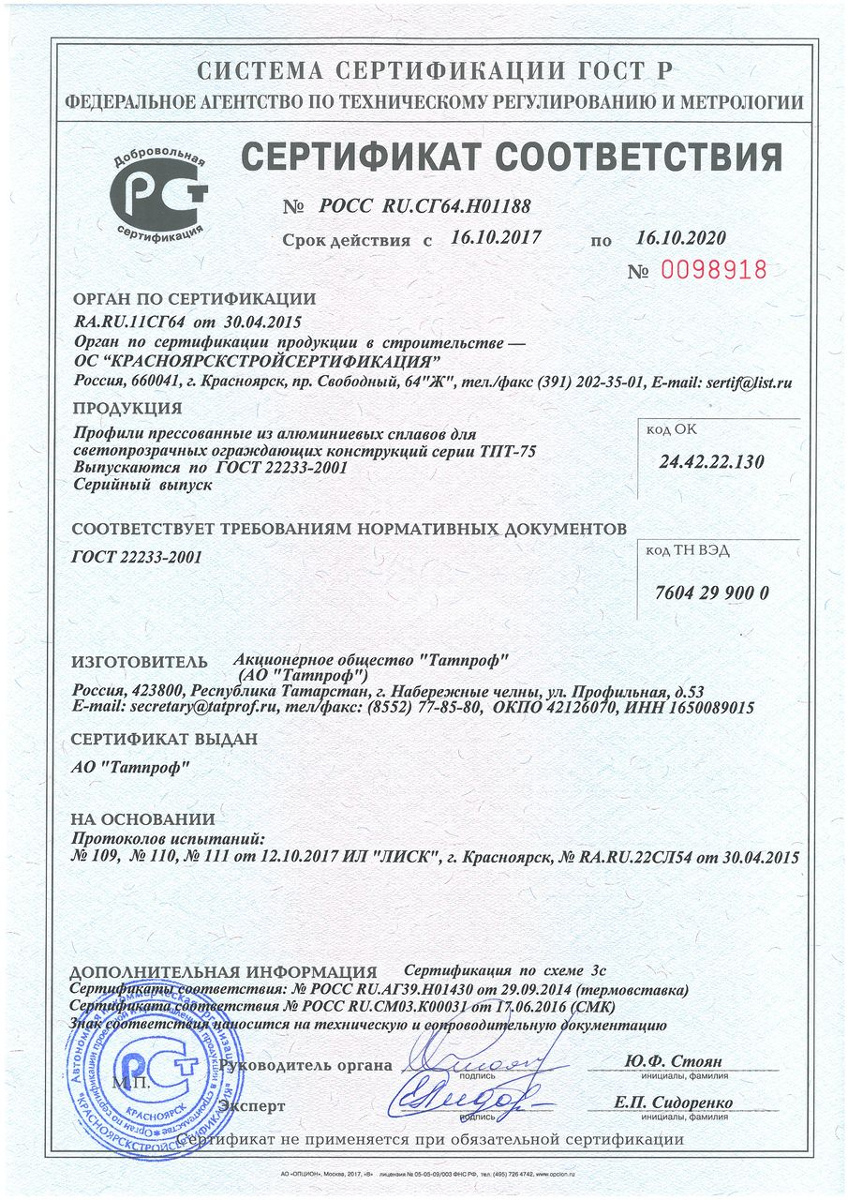 СИСТЕМА СЕРТИФИКАЦИИ ГОСТ Р
ФЕДЕРАЛЬНОЕ АГЕНТСТВО ПО ТЕХНИЧЕСКОМУ РЕГУЛИРОВАНИЮ И МЕТРОЛОГИИ
Добровольная
РСТ
сертификация
СЕРТИФИКАТ СООТВЕТСТВИЯ
№ РОСС RU.СГ64.Н01188
Срок действия с 16.10.2017 по 16.10.2020
№ 0098918
ОРГАН ПО СЕРТИФИКАЦИИ
RA.RU.11СГ64 от 30.04.2015
Орган по сертификации продукции в строительстве —
ОС “КРАСНОЯРСКСТРОЙСЕРТИФИКАЦИЯ”
Россия, 660041, г. Красноярск, пр. Свободный, 64"Ж", тел./факс (391) 202-35-01, E-mail: sertif@list.ru
ПРОДУКЦИЯ
Профили прессованные из алюминиевых сплавов для
светопрозрачных ограждающих конструкций серии ТПТ-75
Выпускаются по ГОСТ 22233-2001
Серийный выпуск
код ОК
24.42.22.130
СООТВЕТСТВУЕТ ТРЕБОВАНИЯМ НОРМАТИВНЫХ ДОКУМЕНТОВ
ГОСТ 22233-2001
код ТН ВЭД
7604 29 900 0
ИЗГОТОВИТЕЛЬ Акционерное общество "Татпроф"
(АО "Татпроф")
Россия, 423800, Республика Татарстан, г. Набережные челны, ул. Профильная, д.53
E-mail: secretary@tatprof.ru, тел/факс: (8552) 77-85-80, ОКПО 42126070, ИНН 1650089015
СЕРТИФИКАТ ВЫДАН
АО "Татпроф"
НА ОСНОВАНИИ
Протоколов испытаний:
№ 109, № 110, № 111 от 12.10.2017 ИЛ "ЛИСК", г. Красноярск, № RA.RU.22СЛ54 от 30.04.2015
ДОПОЛНИТЕЛЬНАЯ ИНФОРМАЦИЯ Сертификация по схеме 3с
Сертификаты соответствия: № РОСС RU.АГ39.Н01430 от 29.09.2014 (термовставка)
Сертификата соответствия № РОСС RU.СМ03.К00031 от 17.06.2016 (СМК)
Знак соответствия наносится на техническую и сопроводительную документацию
Руководитель органа
подпись
Ю.Ф. Стоян
инициалы, фамилия
М.П.
Эксперт
подпись
Е.П. Сидоренко
инициалы, фамилия
Автономная некоммерческая организация
«КРАСНОЯРСКСТРОЙСЕРТИФИКАЦИЯ»
РСТ
КРАСНОЯРСК
Сертификат не применяется при обязательной сертификации
АО «ОПЦИОН», Москва, 2017, «В» лицензия № 05-05-09/003 ФНС РФ, тел. (495) 726 4742, www.opcion.ru